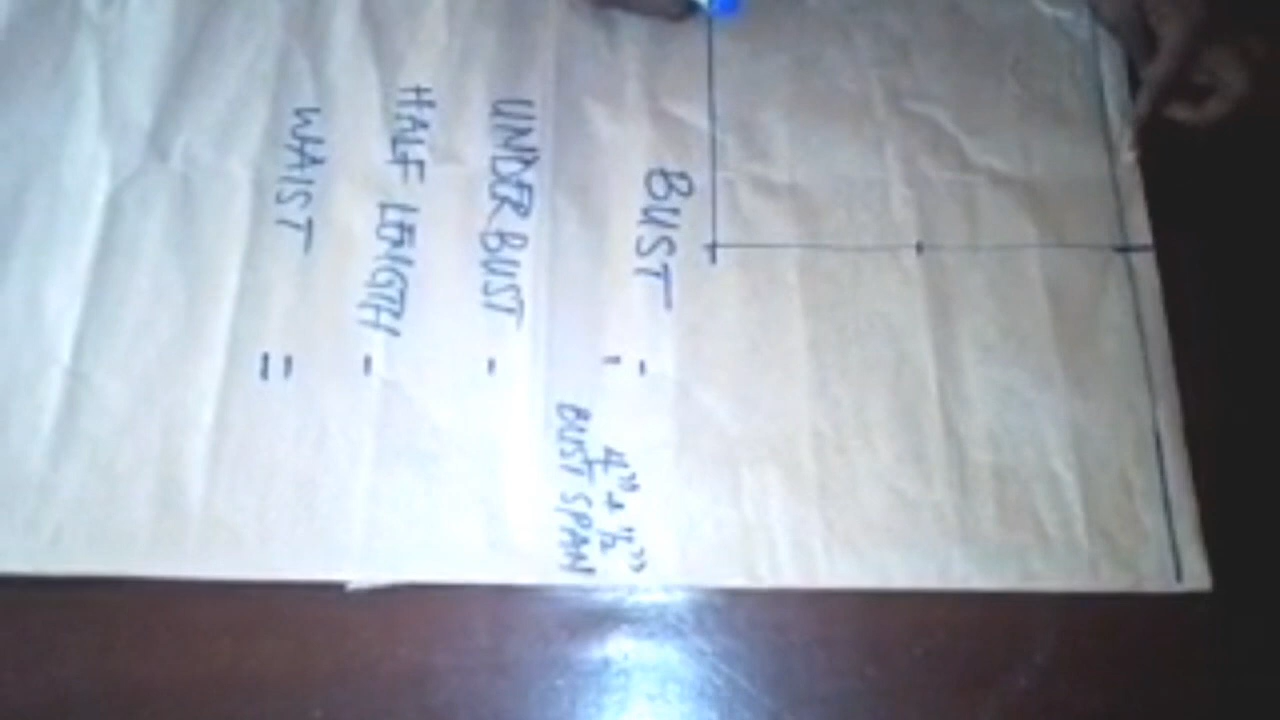 BUST - 4" + 1/2"
- BUST SPAN
UNDER BUST -
HALF LENGTH -
WAIST =